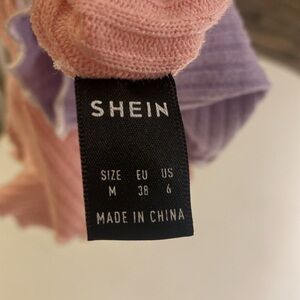 SHEIN
SIZE EU US
M 38 6
MADE IN CHINA